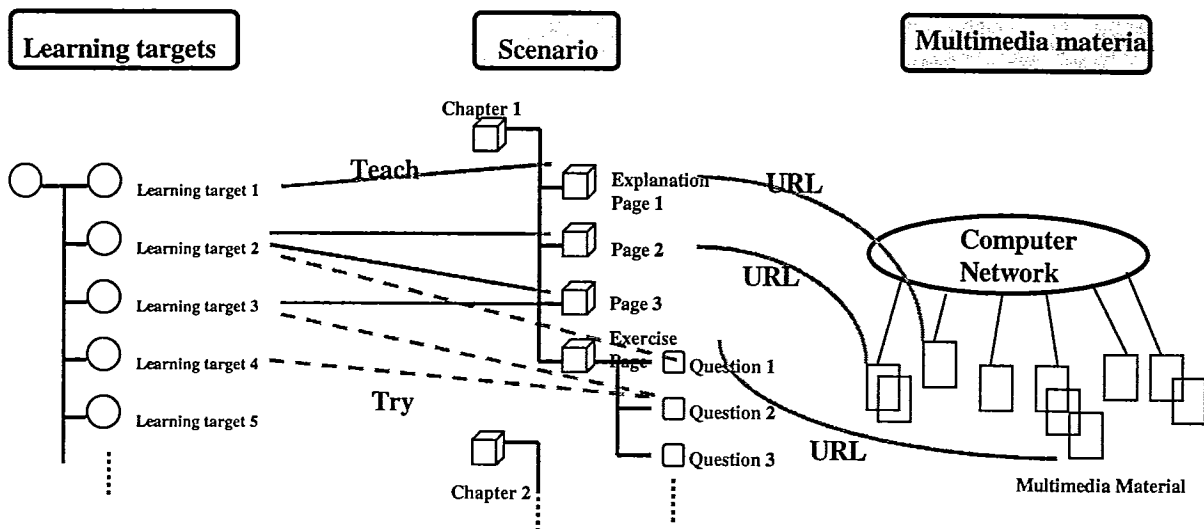 Learning targets
Scenario
Multimedia material
Chapter 1
Teach
Learning target 1
Learning target 2
Learning target 3
Learning target 4
Learning target 5
Try
Explanation
Page 1
Page 2
Page 3
Exercise
Page
Question 1
Question 2
Question 3
Chapter 2
URL
URL
URL
Computer
Network
Multimedia Material